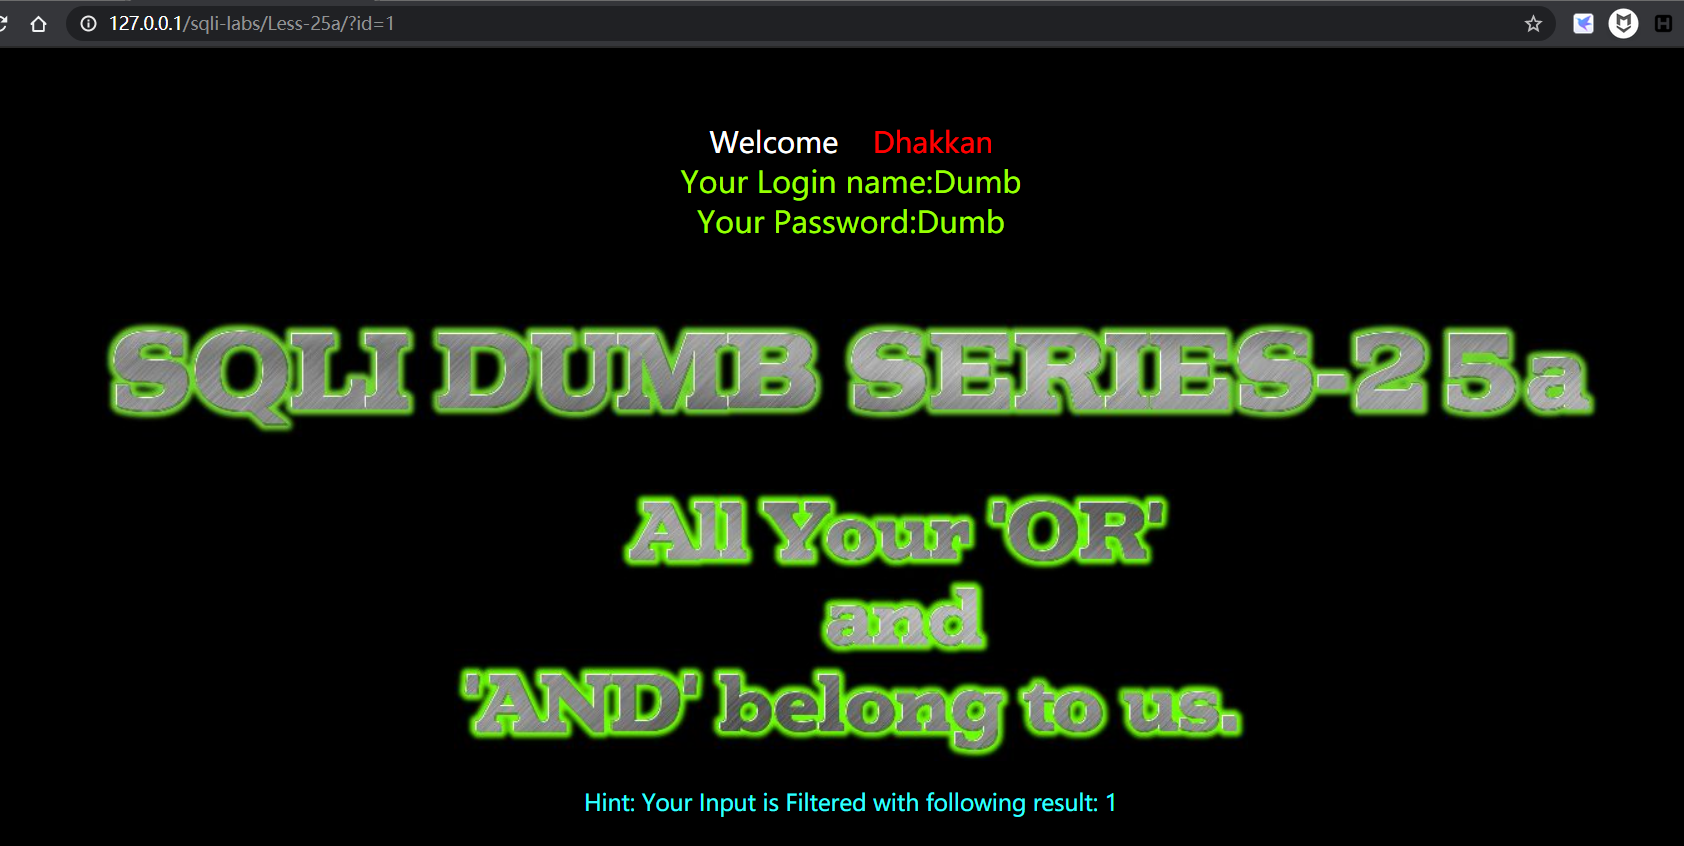 127.0.0.1/sqli-labs/Less-25a/?id=1
Welcome Dhakkan
Your Login name:Dumb
Your Password:Dumb
SQLI DUMB SERIES-25a
All Your 'OR'
and
'AND' belong to us.
Hint: Your Input is Filtered with following result: 1